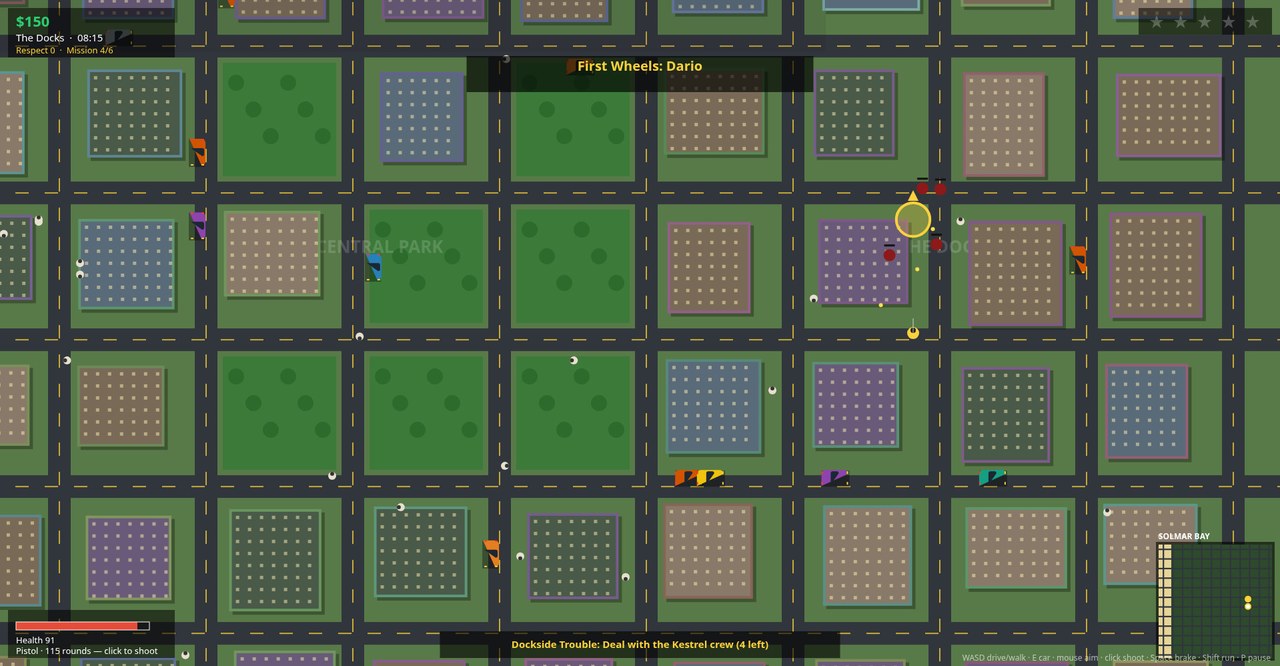 $150
The Docks · 08:15
Respect 0 · Mission 4/6
★ ★ ★ ★ ★
First Wheels: Dario
CENTRAL PARK
THE DOC
SOLMAR BAY
Health 91
Pistol · 115 rounds — click to shoot
Dockside Trouble: Deal with the Kestrel crew (4 left)
WASD drive/walk · E car · mouse aim · click shoot · Space brake · Shift run · P pause